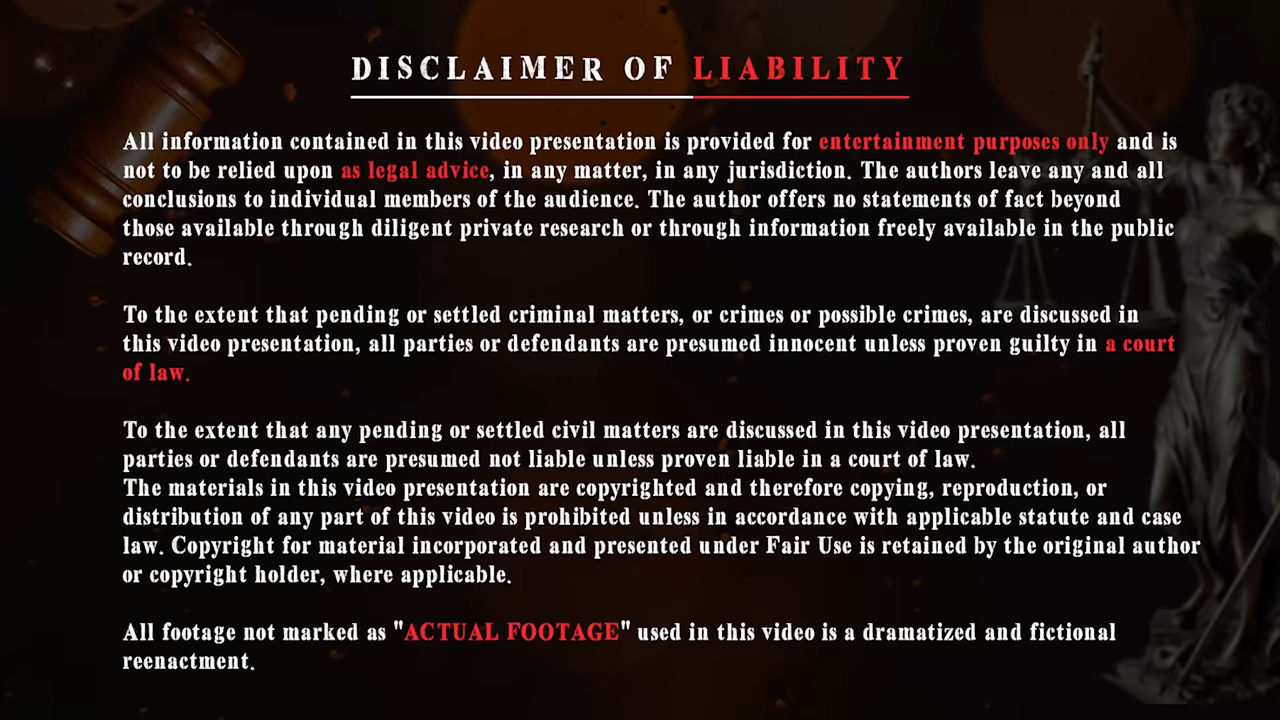 DISCLAIMER OF LIABILITY
All information contained in this video presentation is provided for entertainment purposes only and is
not to be relied upon as legal advice, in any matter, in any jurisdiction. The authors leave any and all
conclusions to individual members of the audience. The author offers no statements of fact beyond
those available through diligent private research or through information freely available in the public
record.
To the extent that pending or settled criminal matters, or crimes or possible crimes, are discussed in
this video presentation, all parties or defendants are presumed innocent unless proven guilty in a court
of law.
To the extent that any pending or settled civil matters are discussed in this video presentation, all
parties or defendants are presumed not liable unless proven liable in a court of law.
The materials in this video presentation are copyrighted and therefore copying, reproduction, or
distribution of any part of this video is prohibited unless in accordance with applicable statute and case
law. Copyright for material incorporated and presented under Fair Use is retained by the original author
or copyright holder, where applicable.
All footage not marked as "ACTUAL FOOTAGE" used in this video is a dramatized and fictional
reenactment.